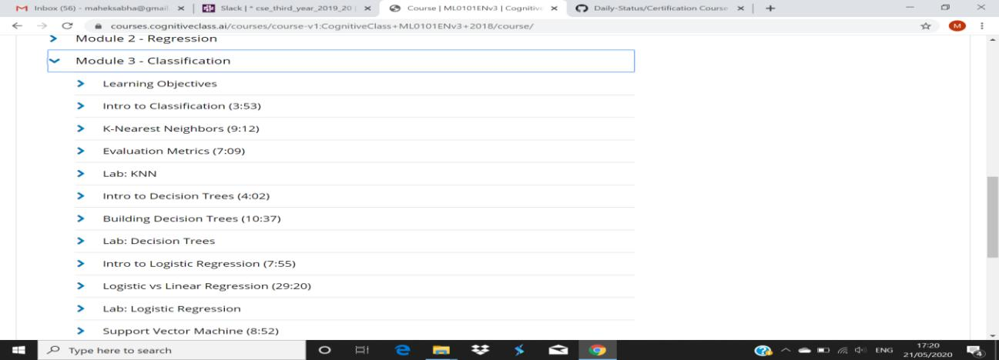 Inbox (56) - maheksabha@gmail. Slack | * cse_third_year_2019_20 | Course | ML0101ENv3 | Cognitive Daily-Status/Certification Course
courses.cognitiveclass.ai/courses/course-v1:CognitiveClass+ML0101ENv3+2018/course/ M
Module 2 - Regression
Module 3 - Classification
Learning Objectives
Intro to Classification (3:53)
K-Nearest Neighbors (9:12)
Evaluation Metrics (7:09)
Lab: KNN
Intro to Decision Trees (4:02)
Building Decision Trees (10:37)
Lab: Decision Trees
Intro to Logistic Regression (7:55)
Logistic vs Linear Regression (29:20)
Lab: Logistic Regression
Support Vector Machine (8:52)
Type here to search ENG 17:20
21/05/2020 4